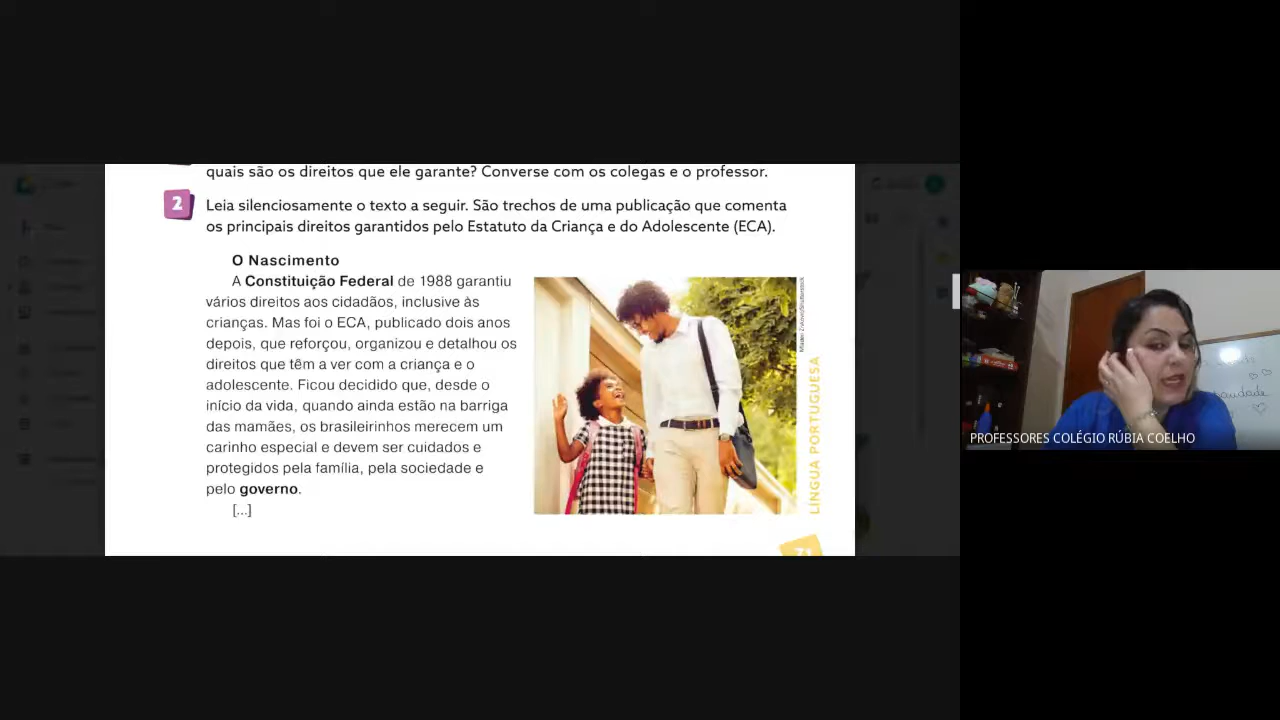 quais são os direitos que ele garante? Converse com os colegas e o professor.
2
Leia silenciosamente o texto a seguir. São trechos de uma publicação que comenta
os principais direitos garantidos pelo Estatuto da Criança e do Adolescente (ECA).
O Nascimento
A Constituição Federal de 1988 garantiu
vários direitos aos cidadãos, inclusive às
crianças. Mas foi o ECA, publicado dois anos
depois, que reforçou, organizou e detalhou os
direitos que têm a ver com a criança e o
adolescente. Ficou decidido que, desde o
início da vida, quando ainda estão na barriga
das mamães, os brasileirinhos merecem um
carinho especial e devem ser cuidados e
protegidos pela família, pela sociedade e
pelo governo.
[...]
LÍNGUA PORTUGUESA
PROFESSORES COLÉGIO RÚBIA COELHO